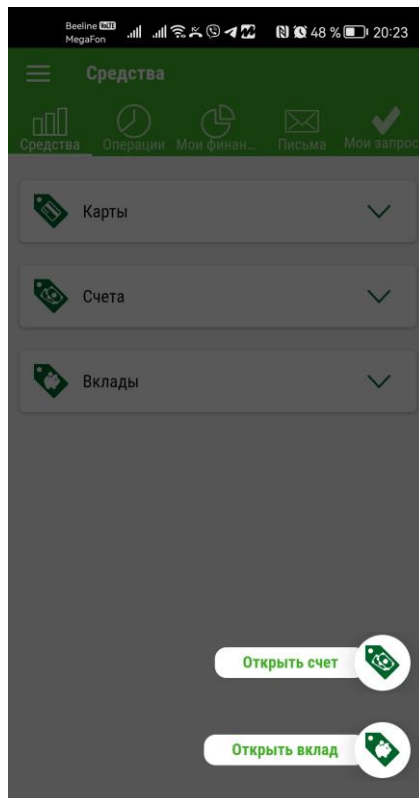 Beeline VoLTE
MegaFon
48 % 20:23
Средства
Средства Операции Мои финан... Письма Мои запрос
Карты
Счета
Вклады
Открыть счет
Открыть вклад